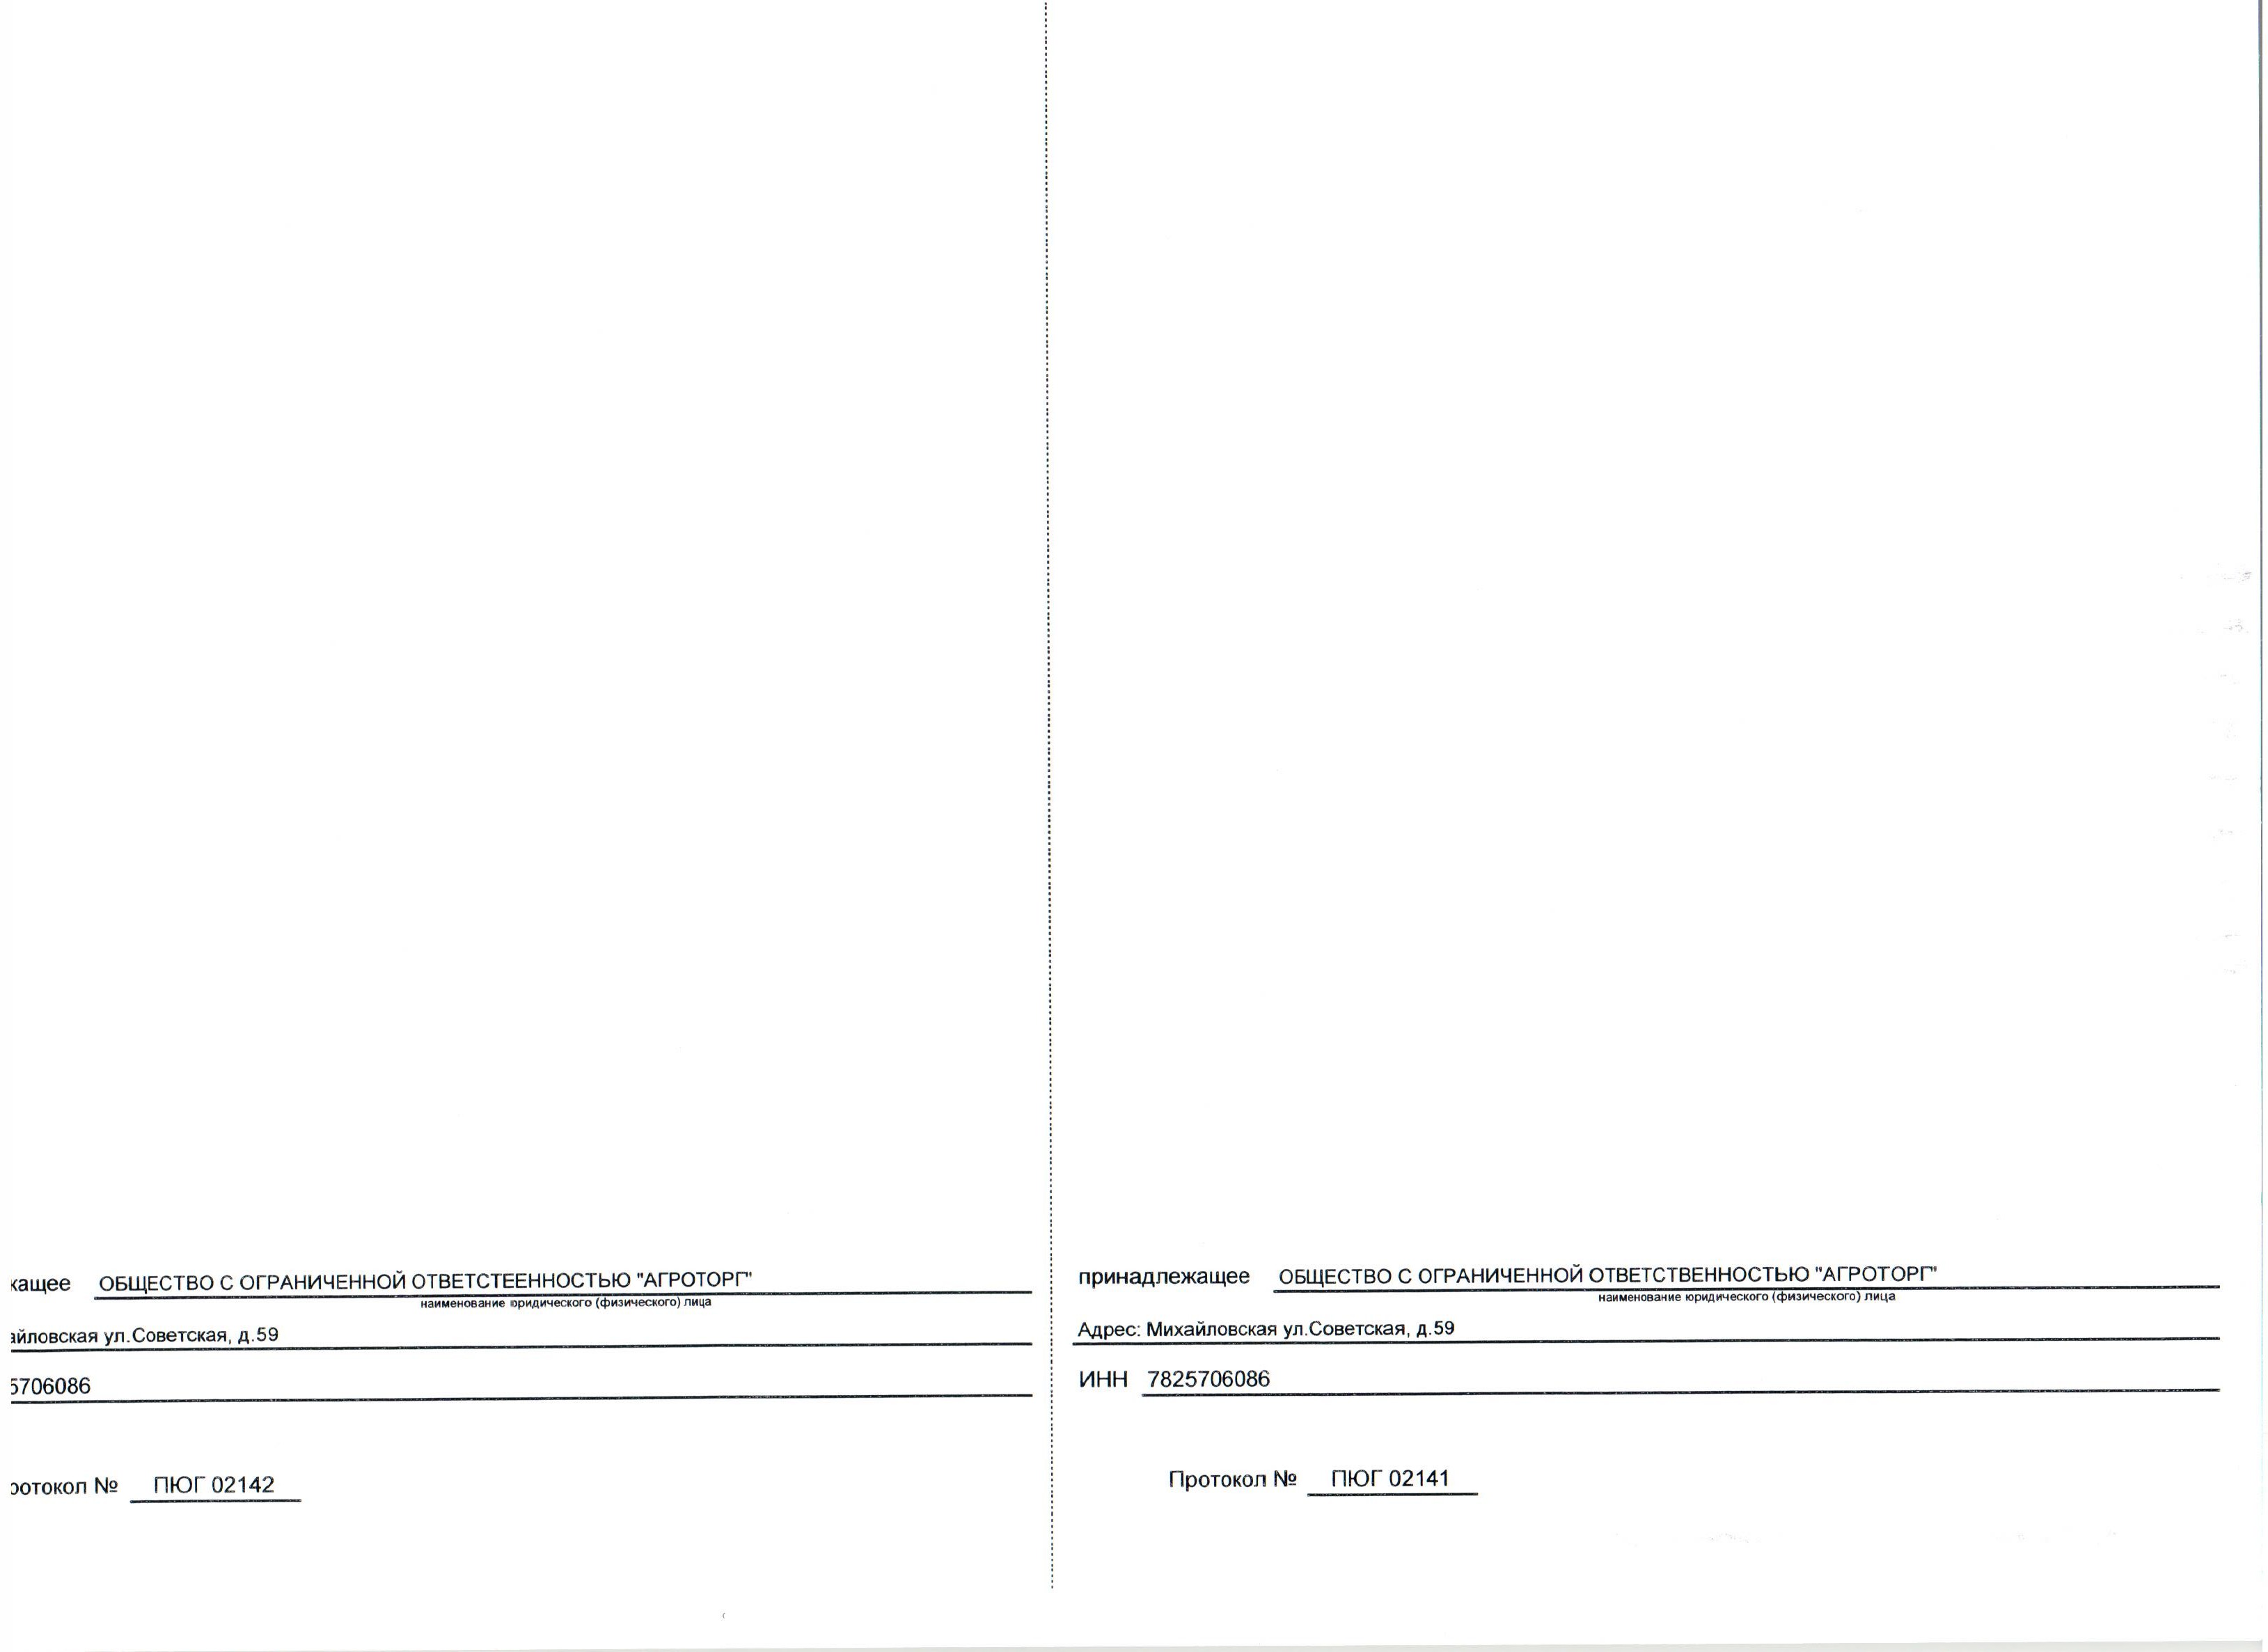 кащее ОБЩЕСТВО С ОГРАНИЧЕННОЙ ОТВЕТСТЕЕННОСТЬЮ "АГРОТОРГ"
наименование юридического (физического) лица
айловская ул.Советская, д.59
5706086
ротокол № ПЮГ 02142
принадлежащее ОБЩЕСТВО С ОГРАНИЧЕННОЙ ОТВЕТСТВЕННОСТЬЮ "АГРОТОРГ"
наименование юридического (физического) лица
Адрес: Михайловская ул.Советская, д.59
ИНН 7825706086
Протокол № ПЮГ 02141